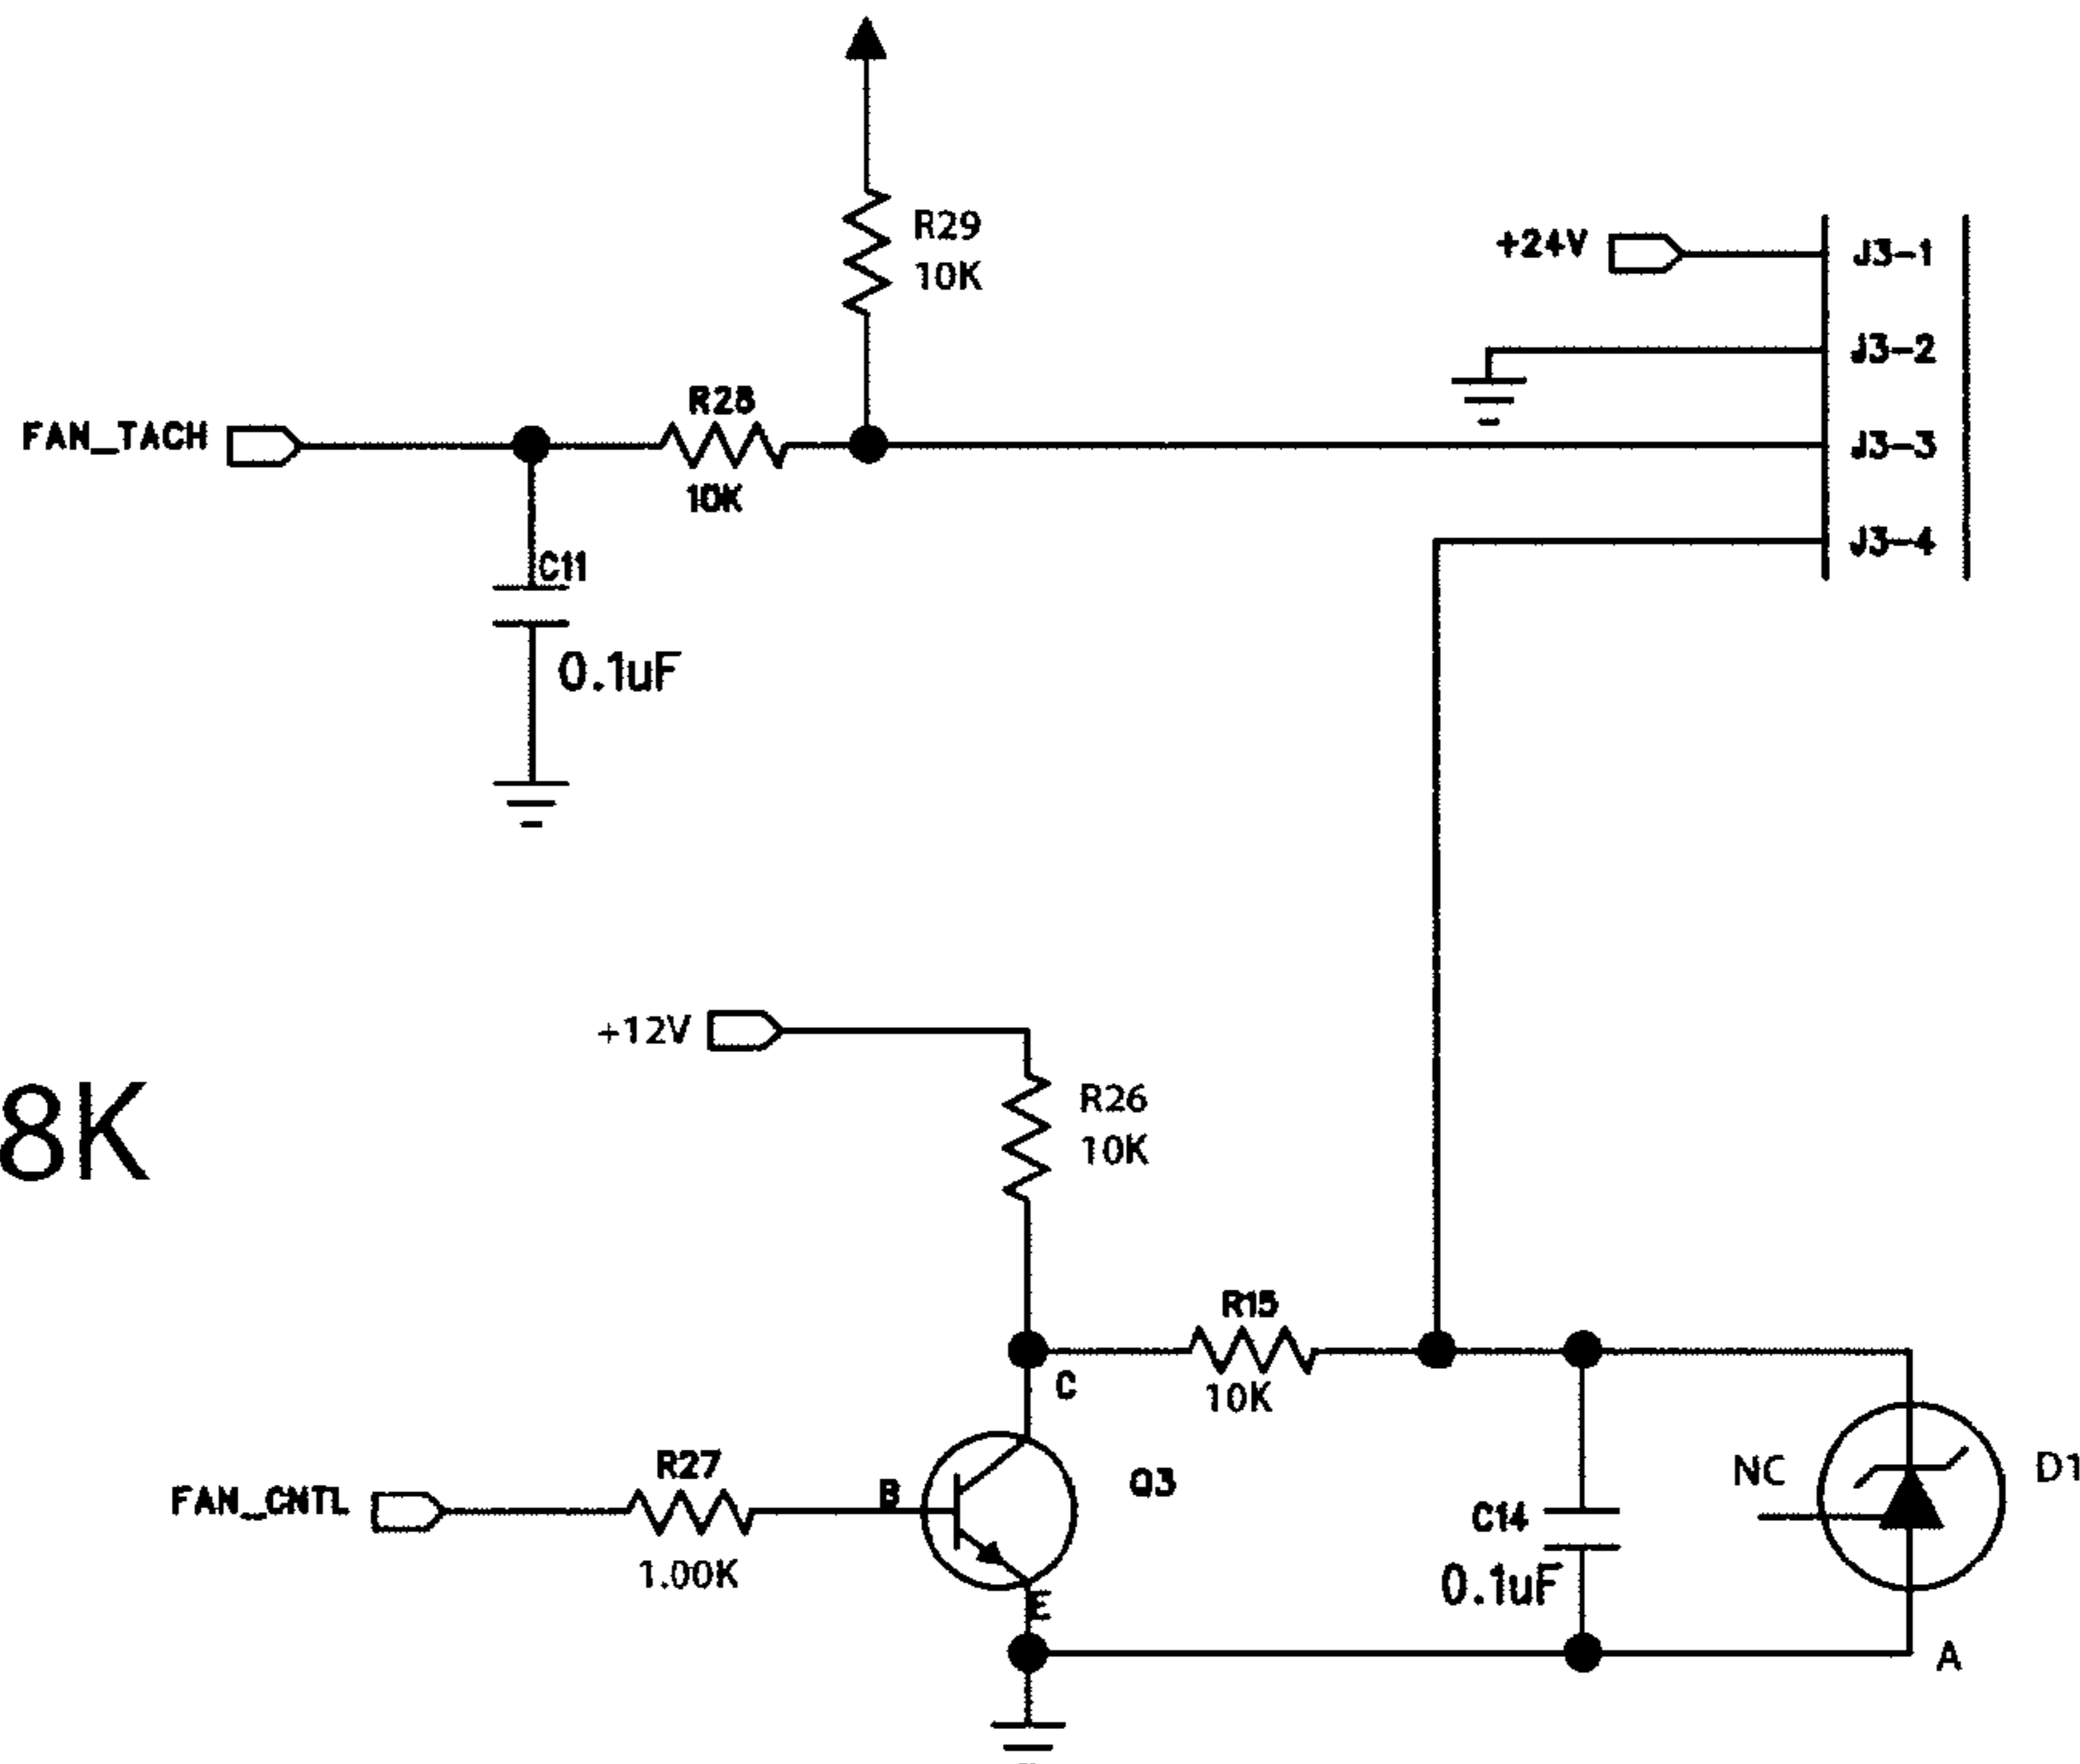 R29
10K
+24V
J3-1
J3-2
R28
FAN_TACH
J3-3
10K
J3-4
C11
0.1uF
+12V
R26
10K
8K
R15
C
10K
R27
NC
D1
B
Q3
FAN_CNTL
C14
1.00K
0.1uF
E
A